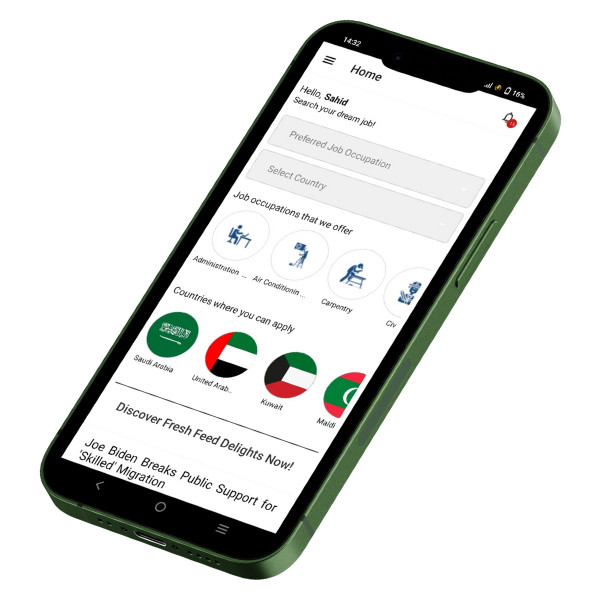 14:32
16%
Home
Hello, Sahid
Search your dream job!
Preferred Job Occupation
Select Country
Job occupations that we offer
Administration ...
Air Conditionin ...
Carpentry
Civ
Countries where you can apply
Saudi Arabia
United Arab..
Kuwait
Maldi
Discover Fresh Feed Delights Now!
Joe Biden Breaks Public Support for
'Skilled' Migration